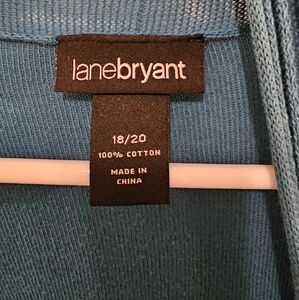 lanebryant
18/20
100% COTTON
MADE IN
CHINA